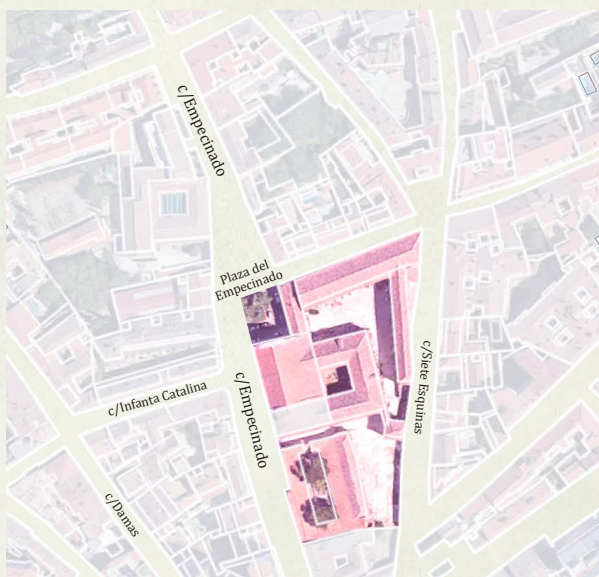 c/Empecinado
Plaza del
Empecinado
c/Siete Esquinas
c/Infanta Catalina
c/Empecinado
c/Damas